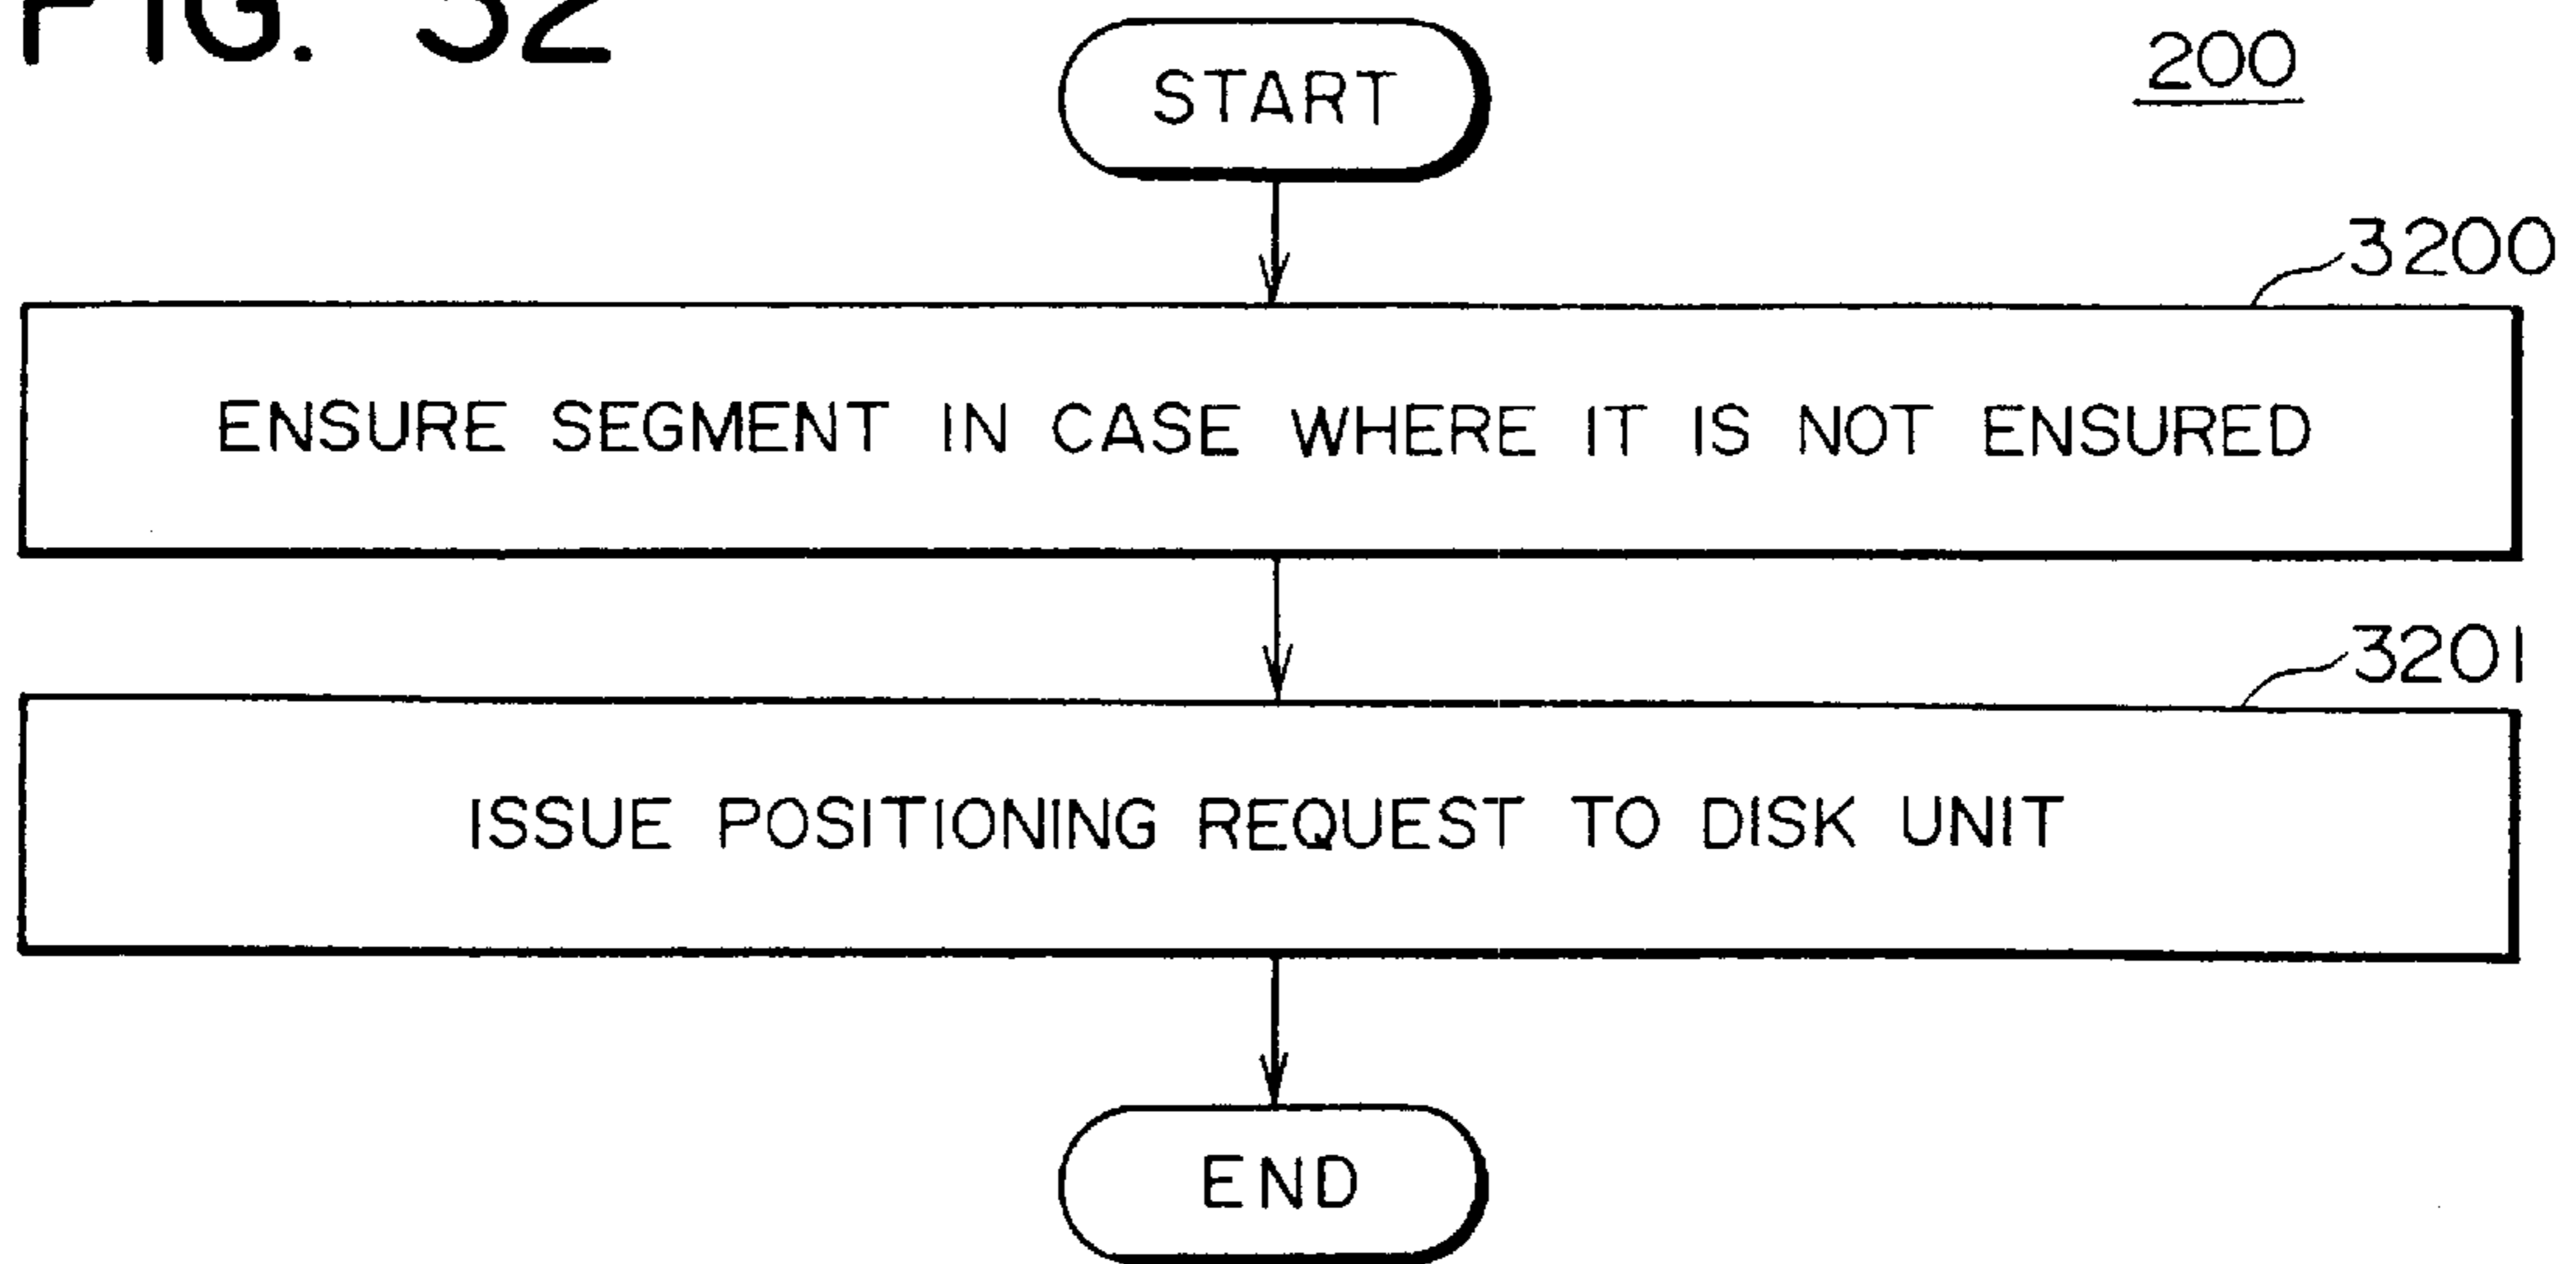 FIG. 32
START
200
3200
ENSURE SEGMENT IN CASE WHERE IT IS NOT ENSURED
3201
ISSUE POSITIONING REQUEST TO DISK UNIT
END